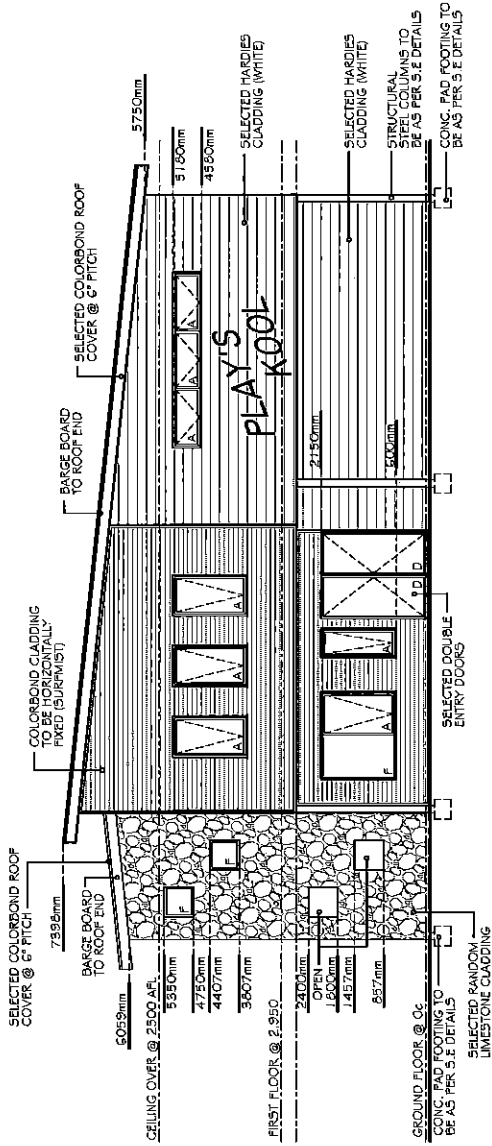 SELECTED COLORBOND ROOF
COVER @ 6° PITCH
COLORBOND CLADDING
TO BE HORIZONTALLY
FIXED (SURFMIST)
BARGE BOARD
TO ROOF END
SELECTED COLORBOND ROOF
COVER @ 6° PITCH
7398mm
5750mm
BARGE BOARD
TO ROOF END
6059mm
5180mm
4580mm
CEILING OVER @ 2500 AFL
5350mm
4750mm
4407mm
3807mm
F
F
A
A
A
A
A
A
SELECTED HARDIES
CLADDING (WHITE)
PLAY'S
KOOL
FIRST FLOOR @ 2.950
2400mm
OPEN
1800mm
1457mm
857mm
2150mm
600mm
F
A
A
D
D
SELECTED HARDIES
CLADDING (WHITE)
STRUCTURAL
STEEL COLUMNS TO
BE AS PER S.E DETAILS
GROUND FLOOR @ 0c
CONC. PAD FOOTING TO
BE AS PER S.E DETAILS
SELECTED RANDOM
LIMESTONE CLADDING
SELECTED DOUBLE
ENTRY DOORS
CONC. PAD FOOTING TO
BE AS PER S.E DETAILS